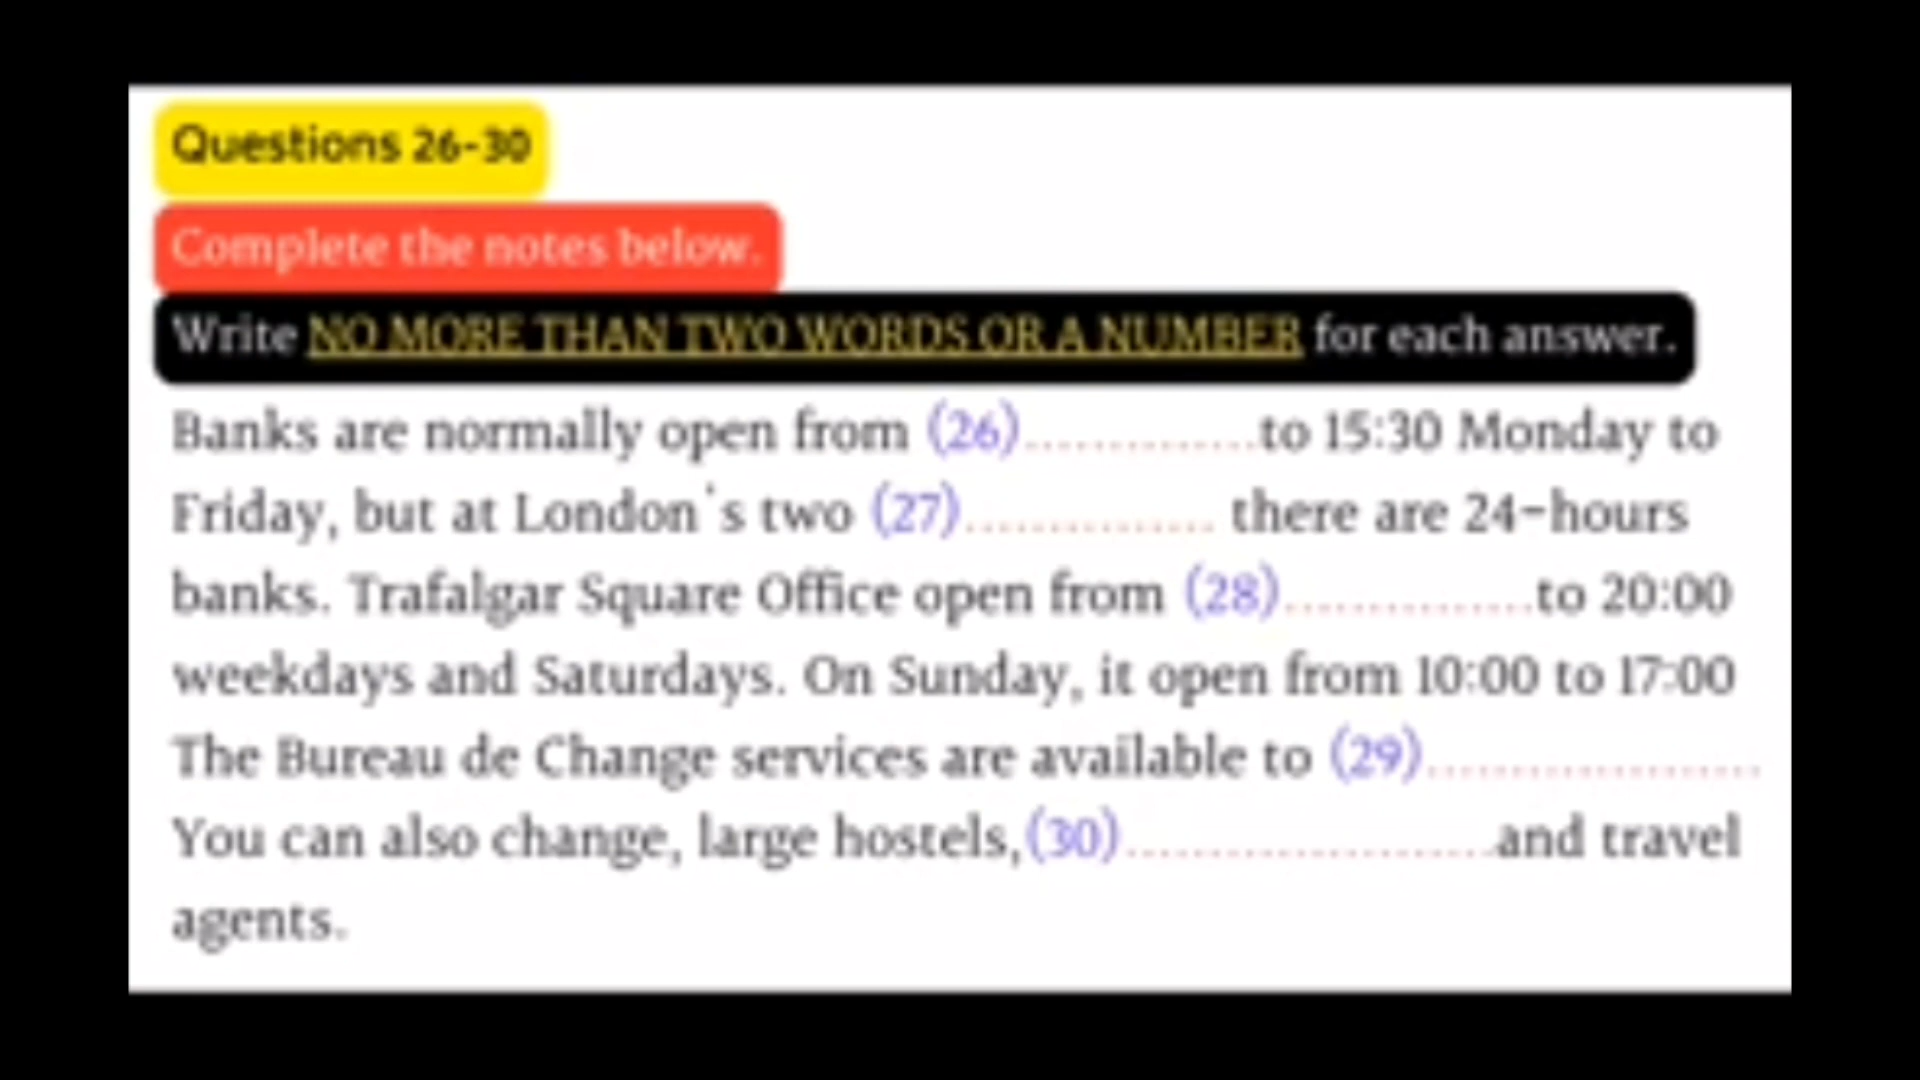 Questions 26-30
Complete the notes below.
Write NO MORE THAN TWO WORDS OR A NUMBER for each answer.
Banks are normally open from (26)..............to 15:30 Monday to
Friday, but at London's two (27)............... there are 24-hours
banks. Trafalgar Square Office open from (28)...............to 20:00
weekdays and Saturdays. On Sunday, it open from 10:00 to 17:00
The Bureau de Change services are available to (29)....................
You can also change, large hostels,(30)......................and travel
agents.